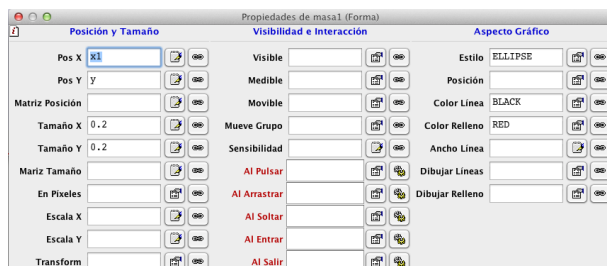 Propiedades de masa1 (Forma)
i Posición y Tamaño Visibilidad e Interacción Aspecto Gráfico
Pos X x1 Visible Estilo ELLIPSE
Pos Y y Medible Posición
Matriz Posición Movible Color Línea BLACK
Tamaño X 0.2 Mueve Grupo Color Relleno RED
Tamaño Y 0.2 Sensibilidad Ancho Línea
Mariz Tamaño Al Pulsar Dibujar Líneas
En Píxeles Al Arrastrar Dibujar Relleno
Escala X Al Soltar
Escala Y Al Entrar
Transform Al Salir